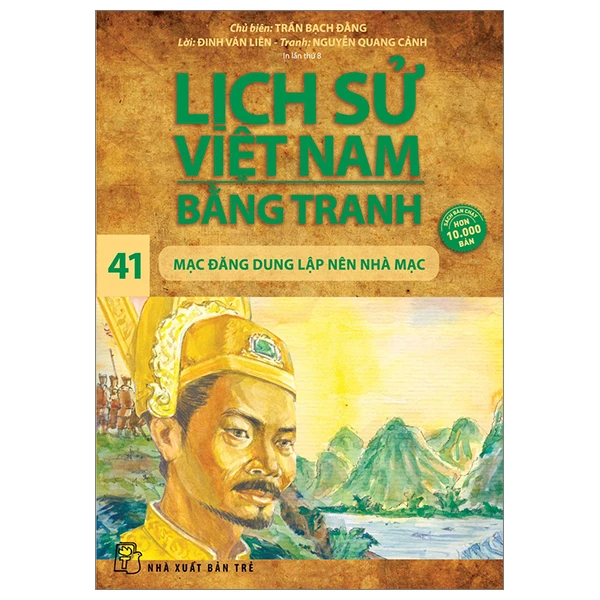 Chủ biên: TRẦN BẠCH ĐẰNG
Lời: ĐINH VĂN LIÊN - Tranh: NGUYỄN QUANG CẢNH
In lần thứ 8
LỊCH SỬ
VIỆT NAM
BẰNG TRANH
SÁCH BÁN CHẠY
HƠN
10.000
BẢN
41
MẠC ĐĂNG DUNG LẬP NÊN NHÀ MẠC
NHÀ XUẤT BẢN TRẺ